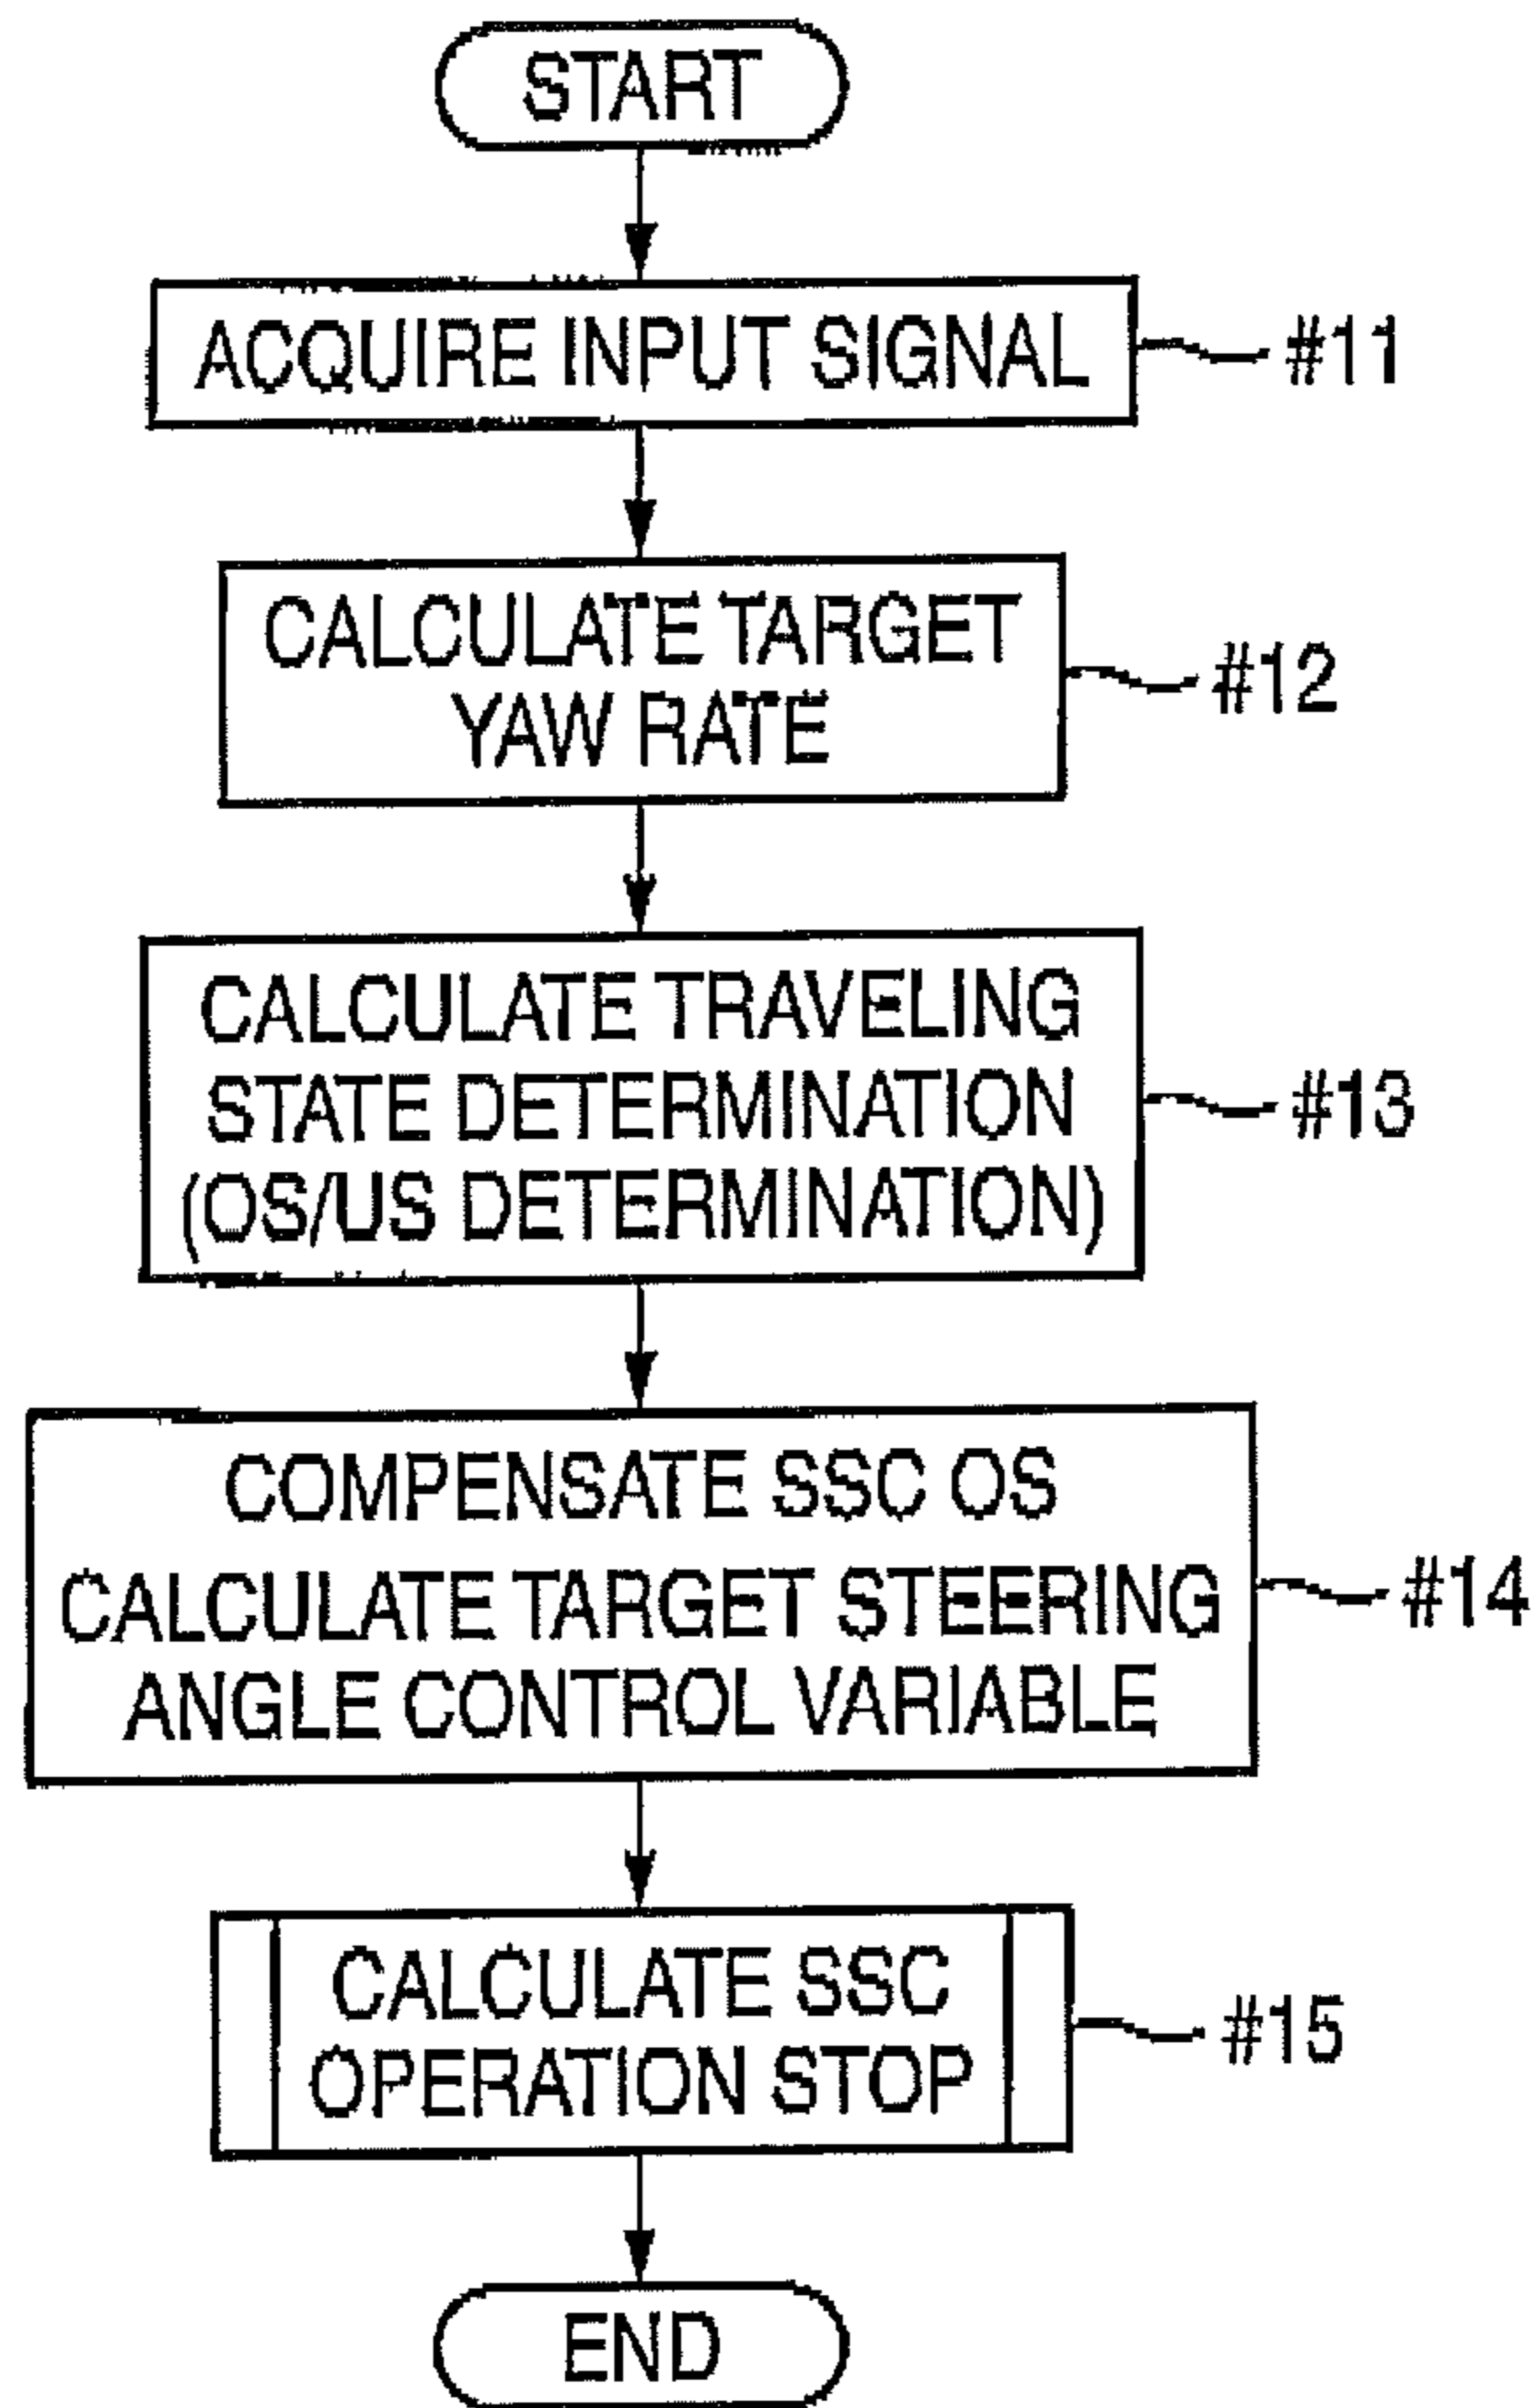 START
ACQUIRE INPUT SIGNAL
#11
CALCULATE TARGET
YAW RATE
#12
CALCULATE TRAVELING
STATE DETERMINATION
(OS/US DETERMINATION)
#13
COMPENSATE SSC OS
CALCULATE TARGET STEERING
ANGLE CONTROL VARIABLE
#14
CALCULATE SSC
OPERATION STOP
#15
END